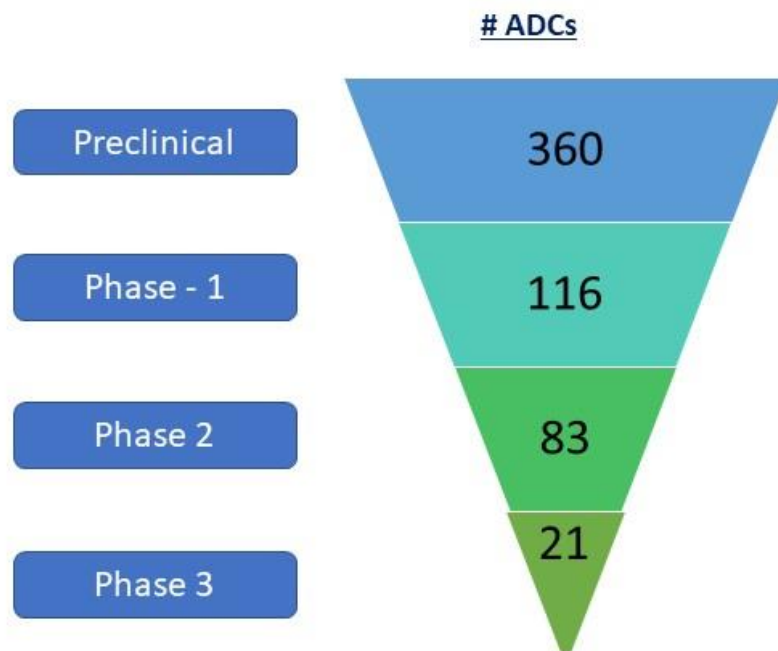 # ADCs
Preclinical
360
Phase - 1
116
Phase 2
83
Phase 3
21